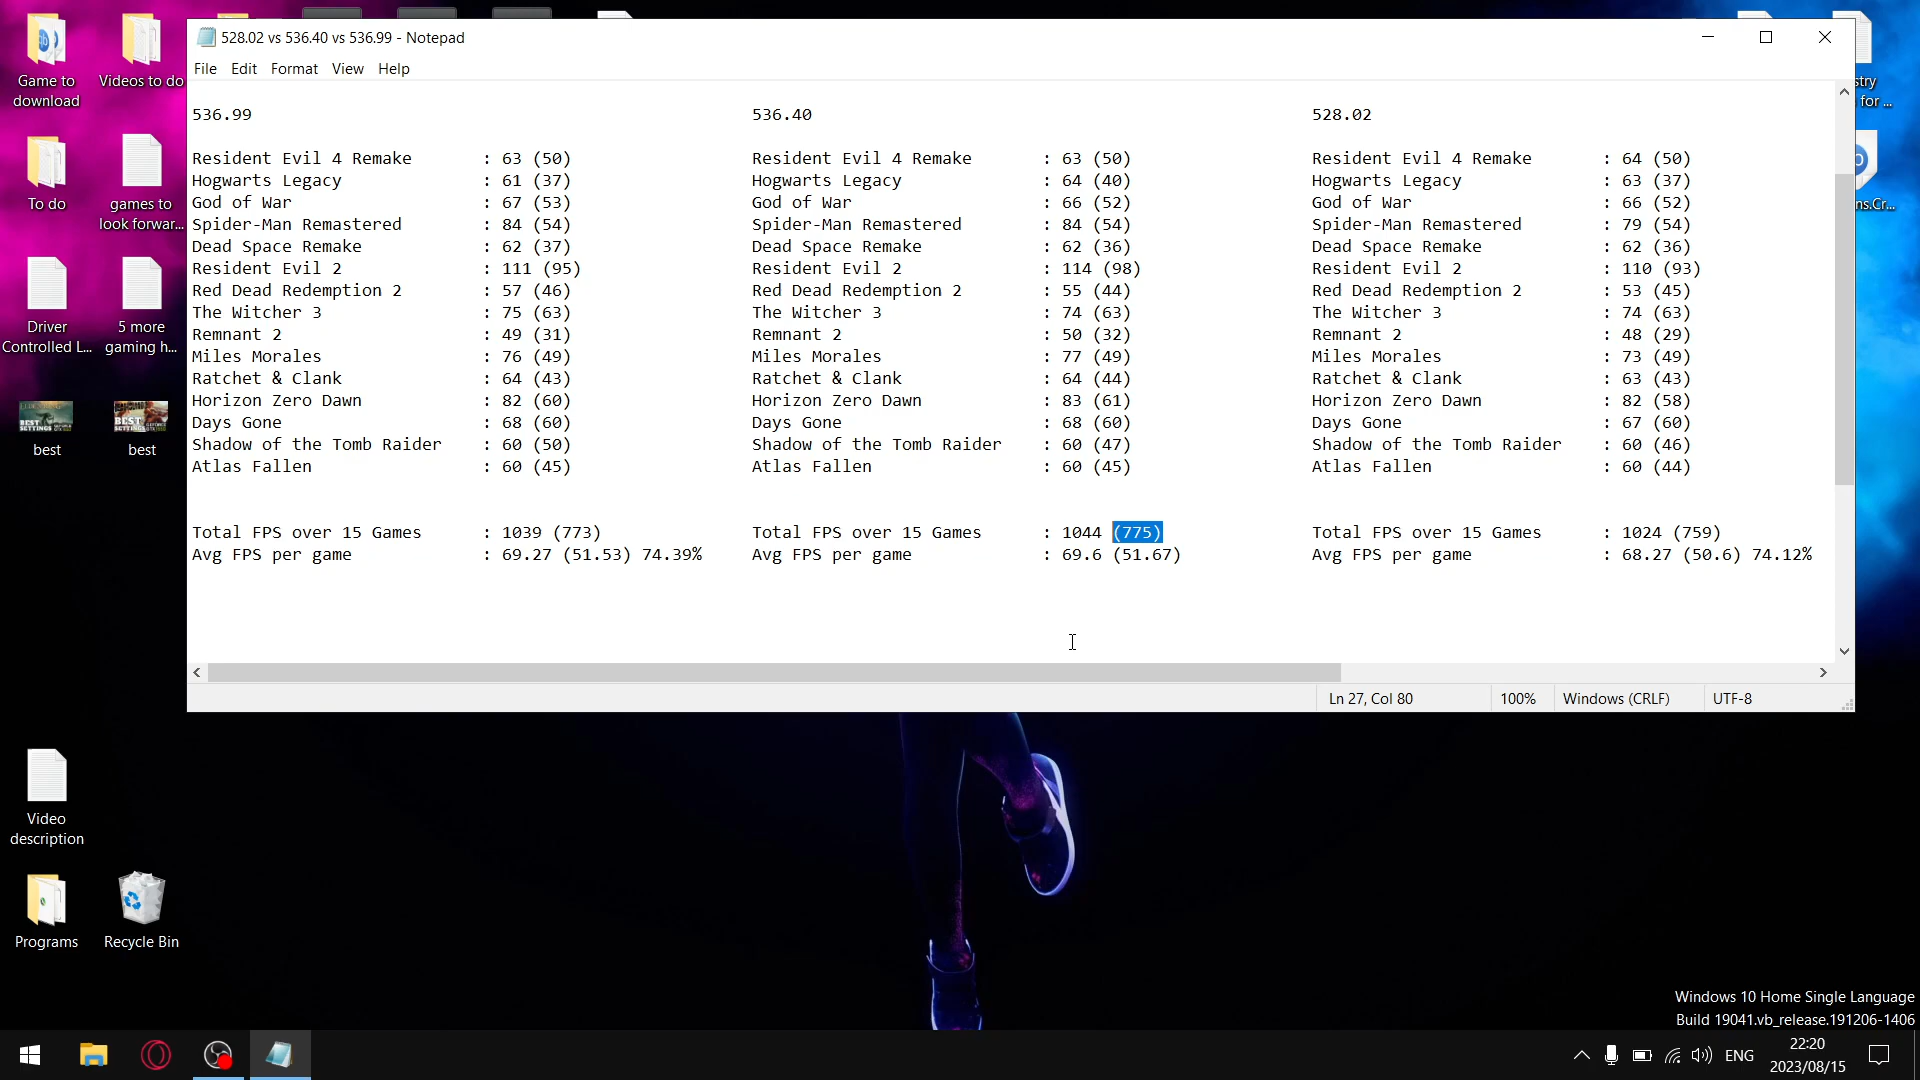 528.02 vs 536.40 vs 536.99 - Notepad
File Edit Format View Help
536.99 536.40 528.02
Resident Evil 4 Remake : 63 (50) Resident Evil 4 Remake : 63 (50) Resident Evil 4 Remake : 64 (50)
Hogwarts Legacy : 61 (37) Hogwarts Legacy : 64 (40) Hogwarts Legacy : 63 (37)
God of War : 67 (53) God of War : 66 (52) God of War : 66 (52)
Spider-Man Remastered : 84 (54) Spider-Man Remastered : 84 (54) Spider-Man Remastered : 79 (54)
Dead Space Remake : 62 (37) Dead Space Remake : 62 (36) Dead Space Remake : 62 (36)
Resident Evil 2 : 111 (95) Resident Evil 2 : 114 (98) Resident Evil 2 : 110 (93)
Red Dead Redemption 2 : 57 (46) Red Dead Redemption 2 : 55 (44) Red Dead Redemption 2 : 53 (45)
The Witcher 3 : 75 (63) The Witcher 3 : 74 (63) The Witcher 3 : 74 (63)
Remnant 2 : 49 (31) Remnant 2 : 50 (32) Remnant 2 : 48 (29)
Miles Morales : 76 (49) Miles Morales : 77 (49) Miles Morales : 73 (49)
Ratchet & Clank : 64 (43) Ratchet & Clank : 64 (44) Ratchet & Clank : 63 (43)
Horizon Zero Dawn : 82 (60) Horizon Zero Dawn : 83 (61) Horizon Zero Dawn : 82 (58)
Days Gone : 68 (60) Days Gone : 68 (60) Days Gone : 67 (60)
Shadow of the Tomb Raider : 60 (50) Shadow of the Tomb Raider : 60 (47) Shadow of the Tomb Raider : 60 (46)
Atlas Fallen : 60 (45) Atlas Fallen : 60 (45) Atlas Fallen : 60 (44)
Total FPS over 15 Games : 1039 (773) Total FPS over 15 Games : 1044 (775) Total FPS over 15 Games : 1024 (759)
Avg FPS per game : 69.27 (51.53) 74.39% Avg FPS per game : 69.6 (51.67) Avg FPS per game : 68.27 (50.6) 74.12%
Ln 27, Col 80 100% Windows (CRLF) UTF-8
Game to
download
Videos to do
To do
games to
look forwar...
Driver
Controlled L...
5 more
gaming h...
best
best
Video
description
Programs
Recycle Bin
stry
for ...
ns.Cr...
Windows 10 Home Single Language
Build 19041.vb_release.191206-1406
ENG
22:20
2023/08/15